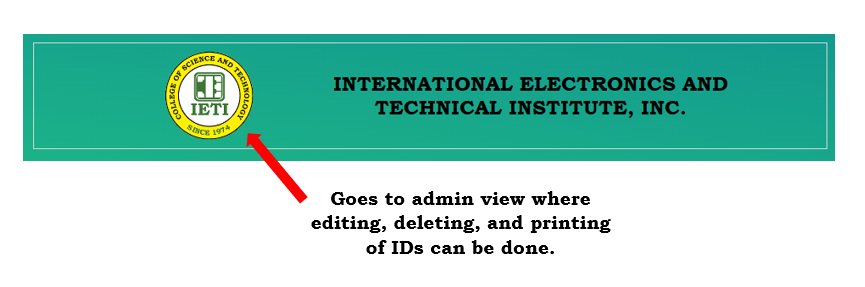 COLLEGE OF SCIENCE AND TECHNOLOGY
IETI
SINCE 1974
INTERNATIONAL ELECTRONICS AND
TECHNICAL INSTITUTE, INC.
Goes to admin view where
editing, deleting, and printing
of IDs can be done.